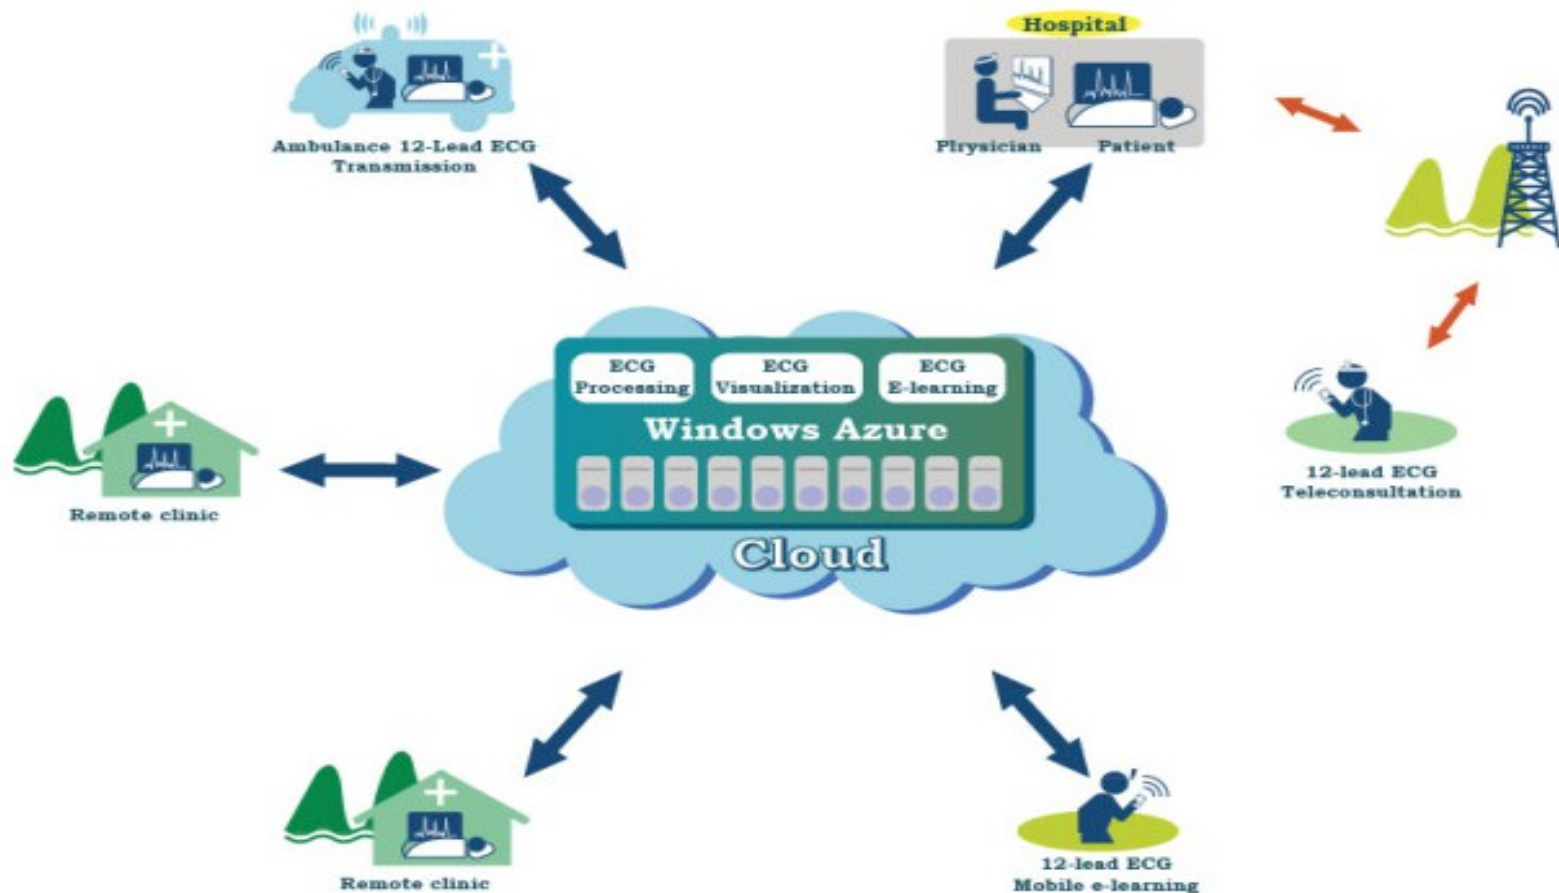 Hospital
Plrysician
Patient
Ambulance 12-Lead ECG
Transmission
ECG
Processing
ECG
Visualization
ECG
E-learning
Windows Azure
Cloud
Remote clinic
12-lead ECG
Teleconsultation
Remote clinic
12-lead ECG
Mobile e-learning